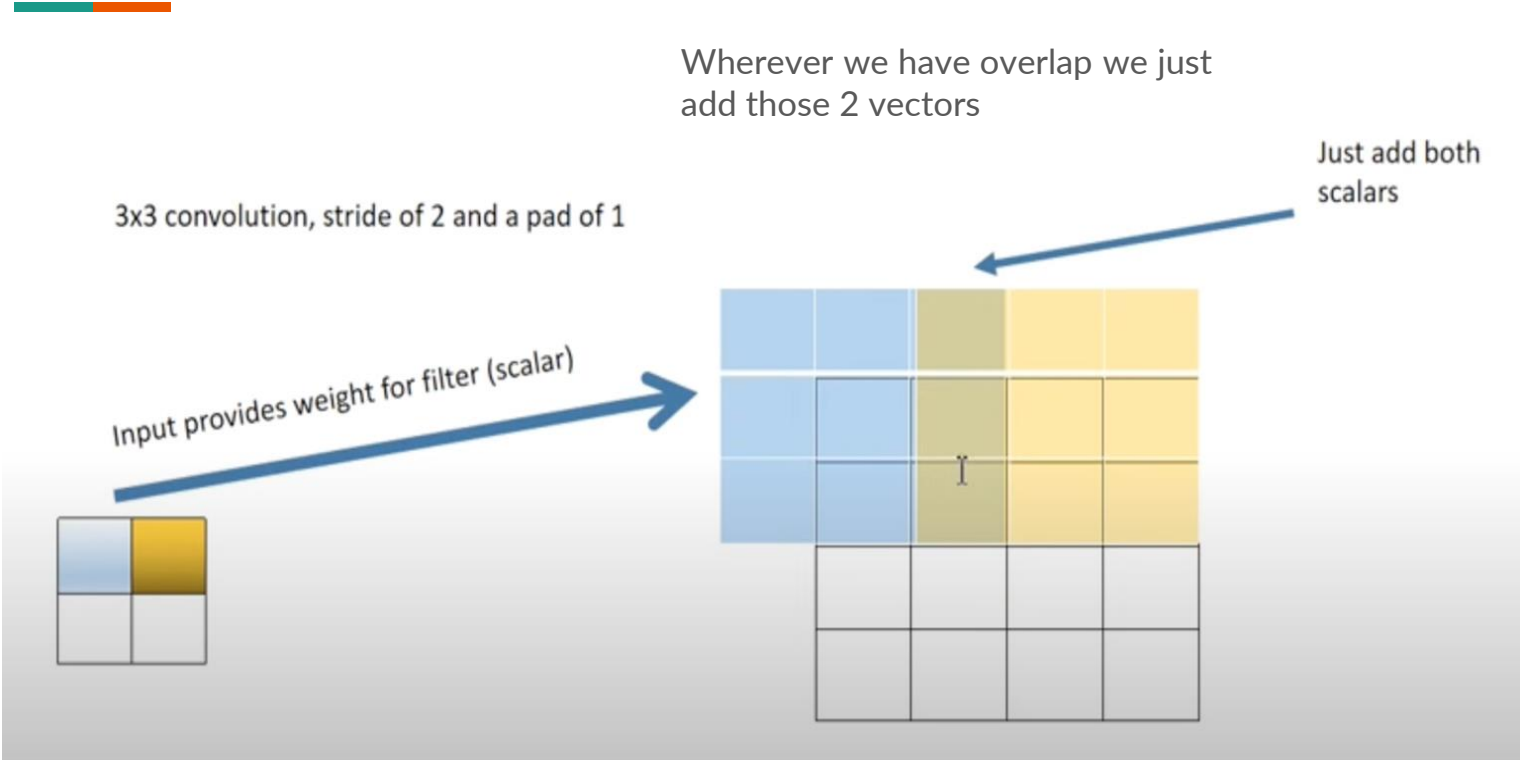 Wherever we have overlap we just
add those 2 vectors
Just add both
scalars
3x3 convolution, stride of 2 and a pad of 1
Input provides weight for filter (scalar)